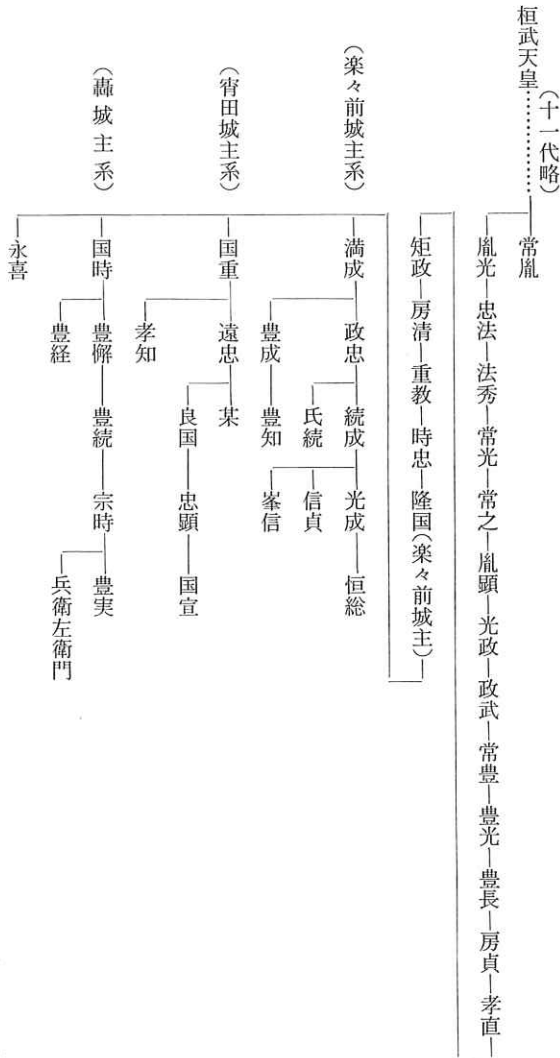 桓武天皇………(十一代略)
常胤
胤光―忠法―法秀―常光―常之―胤顕―光政―政武―常豊―豊光―豊長―房貞―孝直
矩政―房清―重教―時忠―隆国(楽々前城主)
(楽々前城主系)
満成―政忠―続成―光成―恒総
信貞
峯信
氏続
豊成―豊知
(宵田城主系)
国重―遠忠―某
良国―忠顕―国宣
孝知
(轟城主系)
国時―豊懈―豊続―宗時―豊実
兵衛左衛門
豊経
永喜